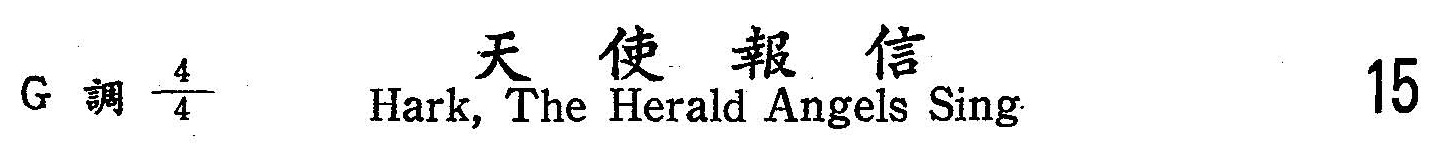 天使報信
G 調 4/4
Hark, The Herald Angels Sing
15